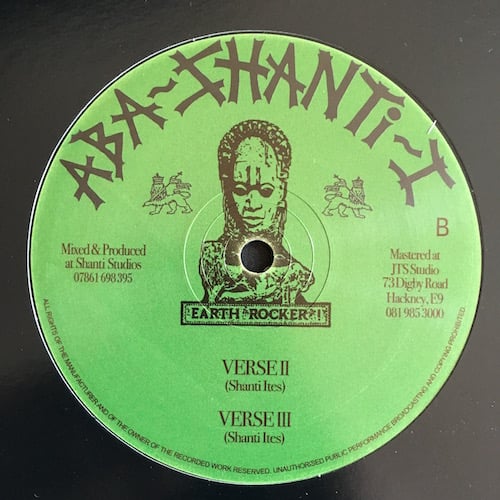 ABA~SHANTi~I
B
Mixed & Produced
at Shanti Studios
07861 698 395
Mastered at
JTS Studio
73 Digby Road
Hackney, E9
081 985 3000
EARTH ROCKER!
VERSE II
(Shanti Ites)
VERSE III
(Shanti Ites)
ALL RIGHTS OF THE MANUFACTURER AND OF THE OWNER OF THE RECORDED WORK RESERVED. UNAUTHORISED PUBLIC PERFORMANCE BROADCASTING AND COPYING PROHIBITED.